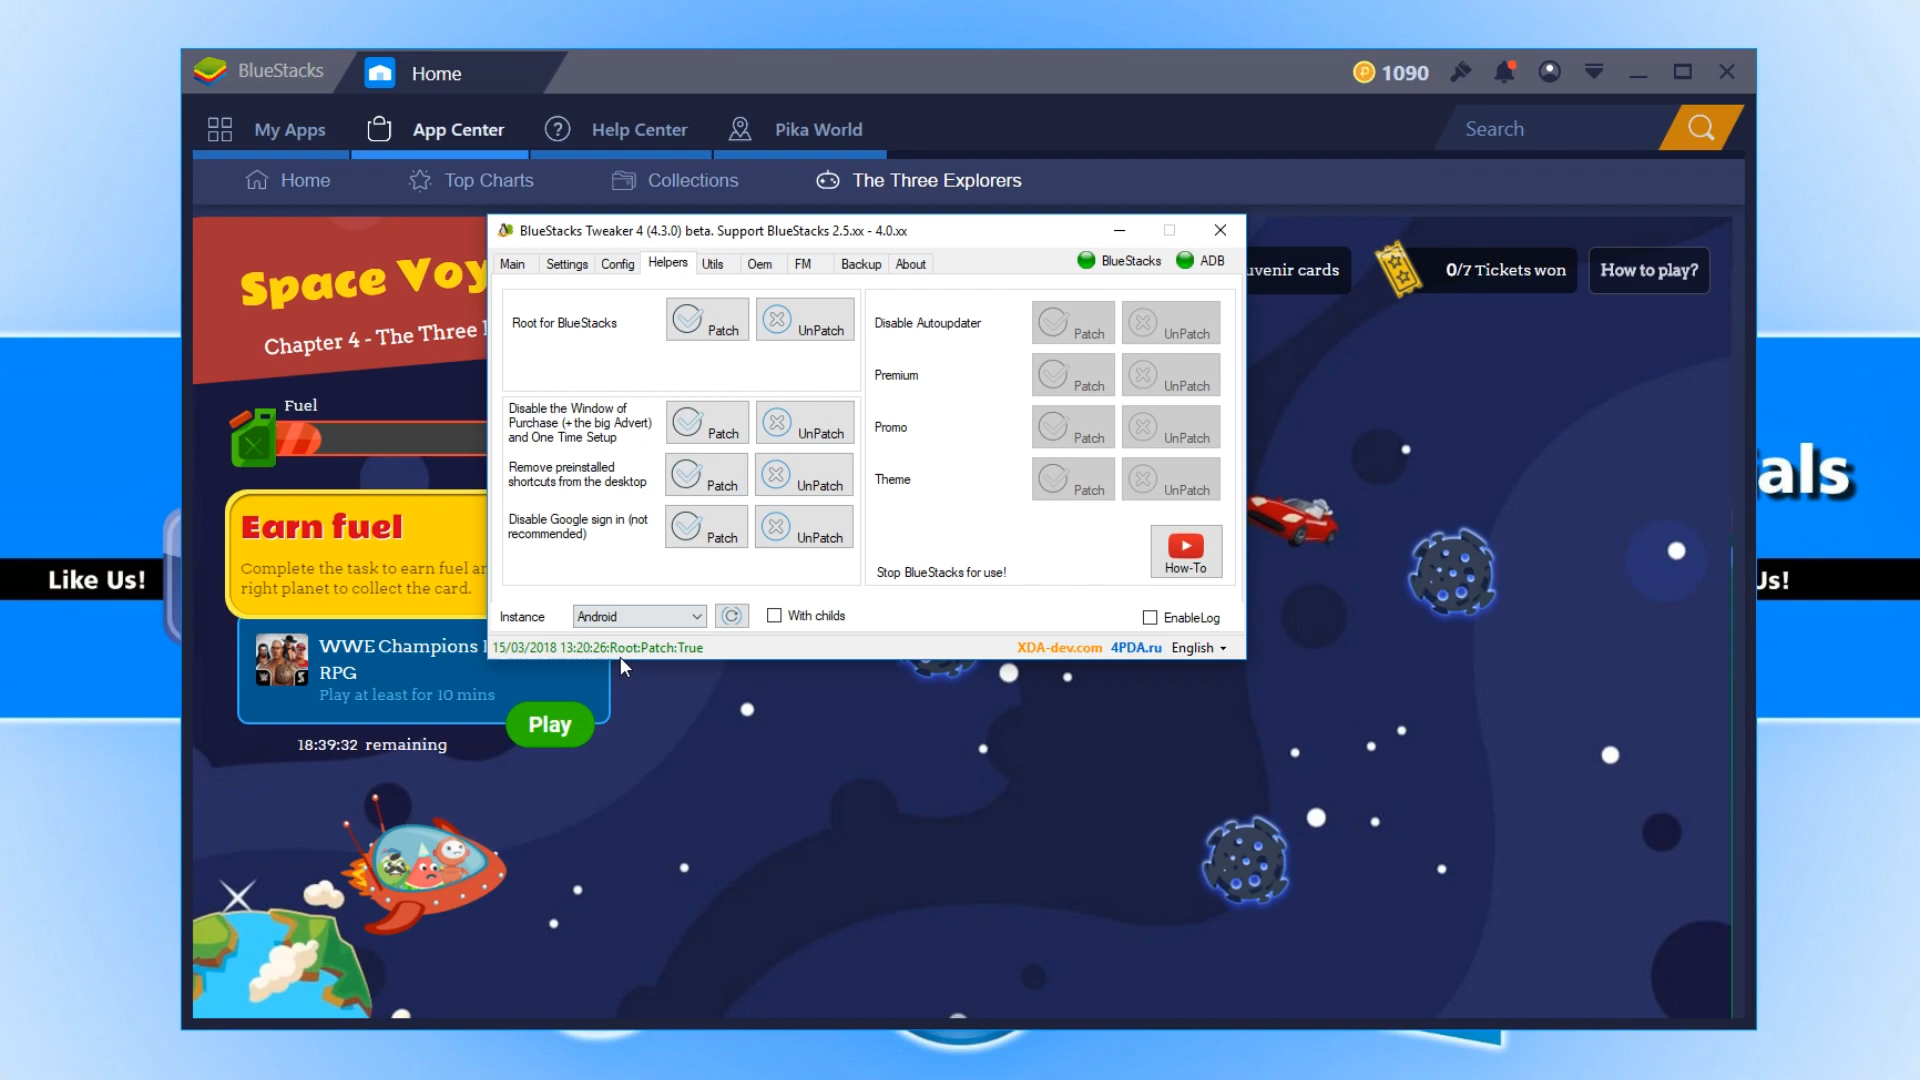 BlueStacks
Home
1090
My Apps
App Center
Help Center
Pika World
Search
Home
Top Charts
Collections
The Three Explorers
Space Voy
Chapter 4 - The Three
uvenir cards
0/7 Tickets won
How to play?
Fuel
Earn fuel
Complete the task to earn fuel an
right planet to collect the card.
WWE Champions
RPG
Play at least for 10 mins
Play
18:39:32 remaining
BlueStacks Tweaker 4 (4.3.0) beta. Support BlueStacks 2.5.xx - 4.0.xx
Main
Settings
Config
Helpers
Utils
Oem
FM
Backup
About
BlueStacks
ADB
Root for BlueStacks
Patch
UnPatch
Disable the Window of
Purchase (+the big Advert)
and One Time Setup
Patch
UnPatch
Remove preinstalled
shortcuts from the desktop
Patch
UnPatch
Disable Google sign in (not
recommended)
Patch
UnPatch
Disable Autoupdater
Patch
UnPatch
Premium
Patch
UnPatch
Promo
Patch
UnPatch
Theme
Patch
UnPatch
Stop BlueStacks for use!
How-To
Instance
Android
With childs
EnableLog
15/03/2018 13:20:26:Root:Patch:True
XDA-dev.com
4PDA.ru
English
Like Us!
ials
Us!